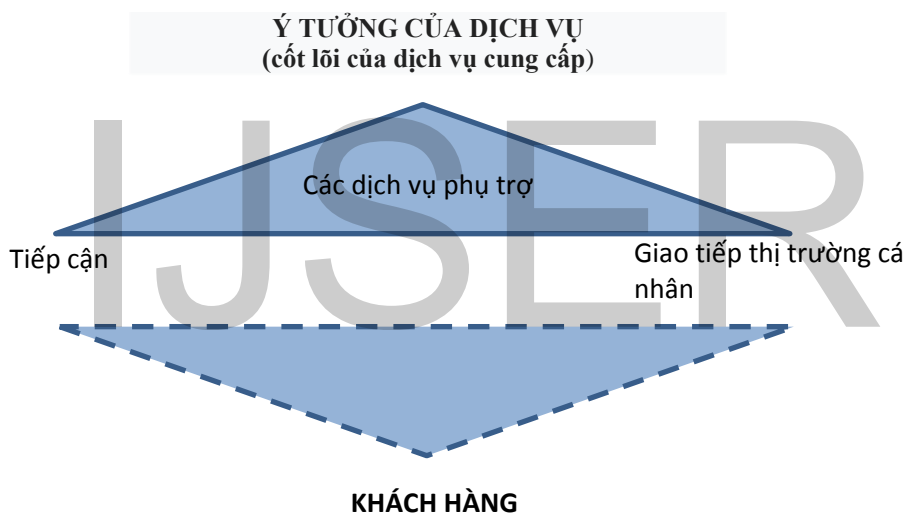 Ý TƯỞNG CỦA DỊCH VỤ
(cốt lõi của dịch vụ cung cấp)
IJSER
Các dịch vụ phụ trợ
Tiếp cận
Giao tiếp thị trường cá
nhân
KHÁCH HÀNG